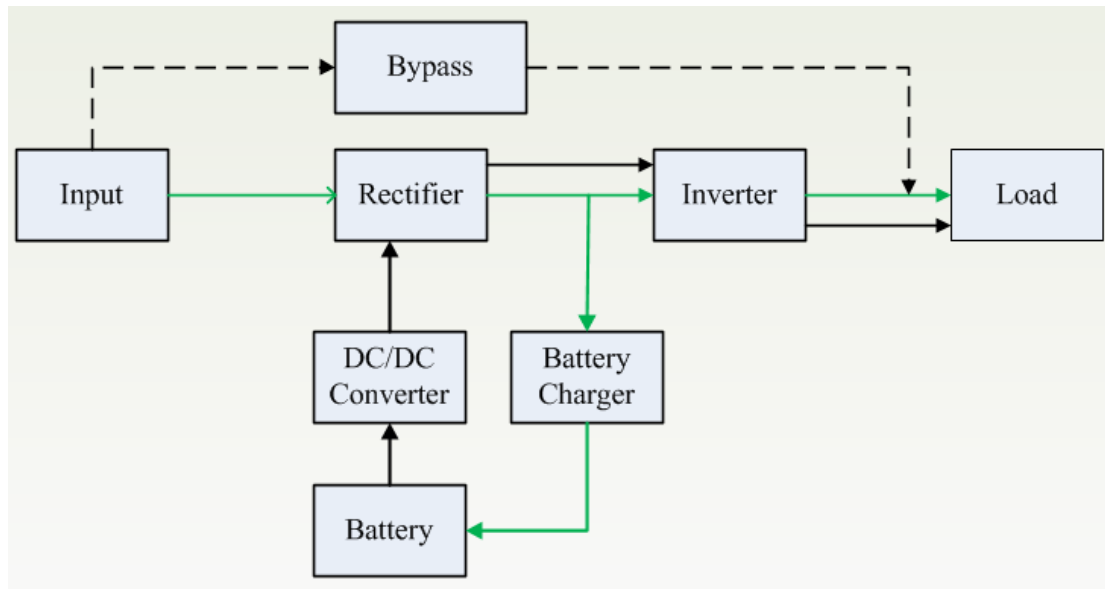 Bypass
Input
Rectifier
Inverter
Load
DC/DC
Converter
Battery
Charger
Battery